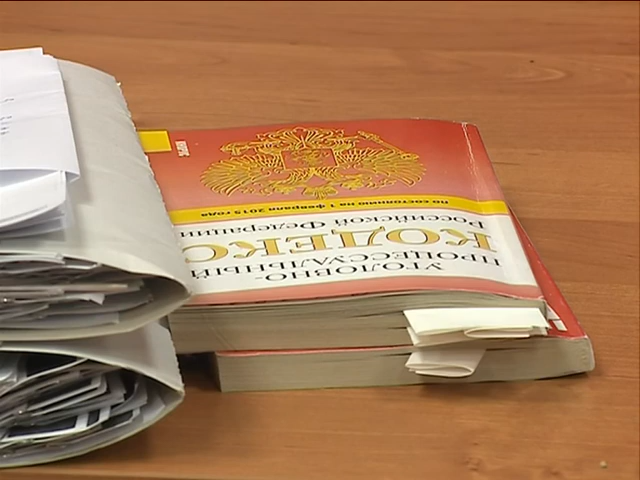 УГОЛОВНО-
ПРОЦЕССУАЛЬНЫЙ
КОДЕКС
Российской Федерации
по состоянию на 1 февраля 2015 года